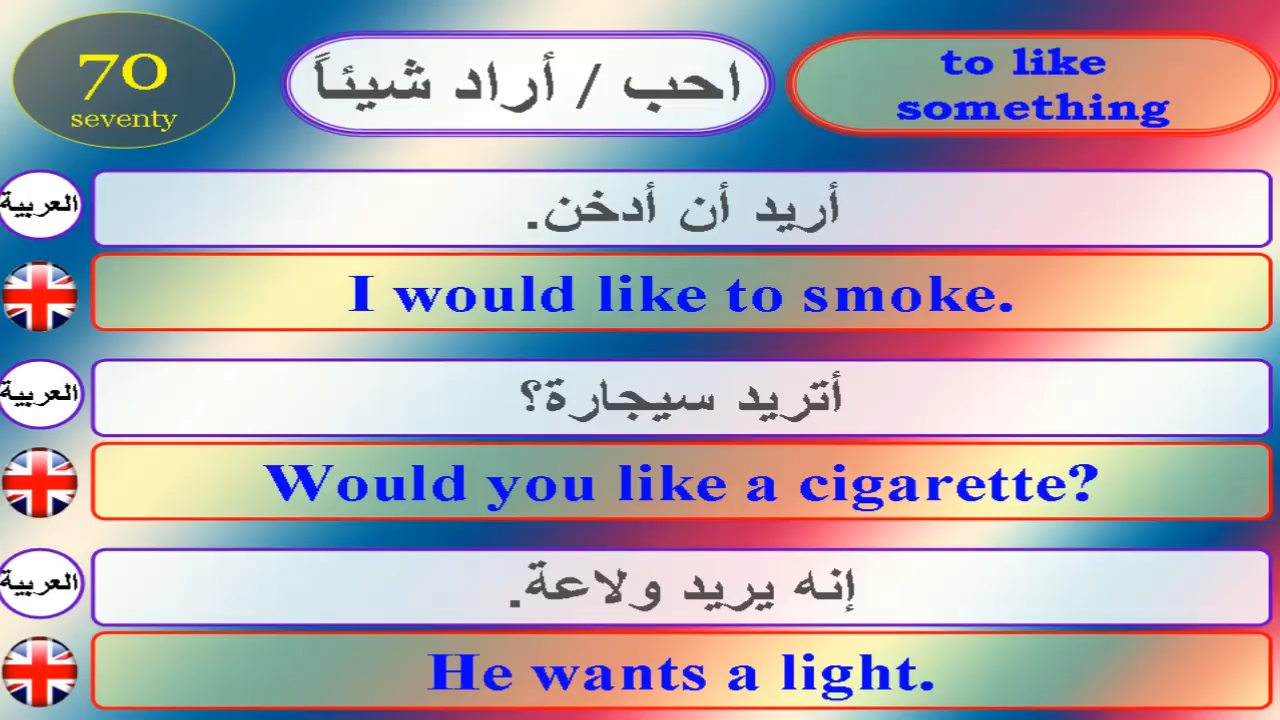 70
seventy
احب / أراد شيئاً
to like
something
العربية
أريد أن أدخن.
I would like to smoke.
العربية
أتريد سيجارة؟
Would you like a cigarette?
العربية
إنه يريد ولاعة.
He wants a light.